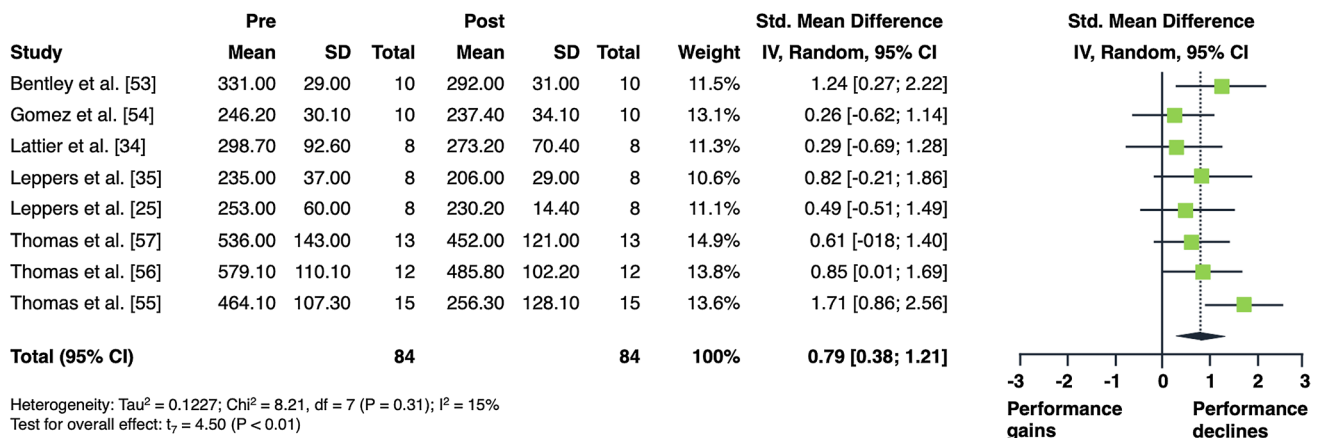 Pre Post Std. Mean Difference Std. Mean Difference
Study Mean SD Total Mean SD Total Weight IV, Random, 95% CI IV, Random, 95% CI
Bentley et al. [53] 331.00 29.00 10 292.00 31.00 10 11.5% 1.24 [0.27; 2.22]
Gomez et al. [54] 246.20 30.10 10 237.40 34.10 10 13.1% 0.26 [-0.62; 1.14]
Lattier et al. [34] 298.70 92.60 8 273.20 70.40 8 11.3% 0.29 [-0.69; 1.28]
Leppers et al. [35] 235.00 37.00 8 206.00 29.00 8 10.6% 0.82 [-0.21; 1.86]
Leppers et al. [25] 253.00 60.00 8 230.20 14.40 8 11.1% 0.49 [-0.51; 1.49]
Thomas et al. [57] 536.00 143.00 13 452.00 121.00 13 14.9% 0.61 [-018; 1.40]
Thomas et al. [56] 579.10 110.10 12 485.80 102.20 12 13.8% 0.85 [0.01; 1.69]
Thomas et al. [55] 464.10 107.30 15 256.30 128.10 15 13.6% 1.71 [0.86; 2.56]
Total (95% CI) 84 84 100% 0.79 [0.38; 1.21]
-3 -2 -1 0 1 2 3
Heterogeneity: Tau² = 0.1227; Chi² = 8.21, df = 7 (P = 0.31); I² = 15%
Test for overall effect: t₇ = 4.50 (P < 0.01)
Performance Performance
gains declines